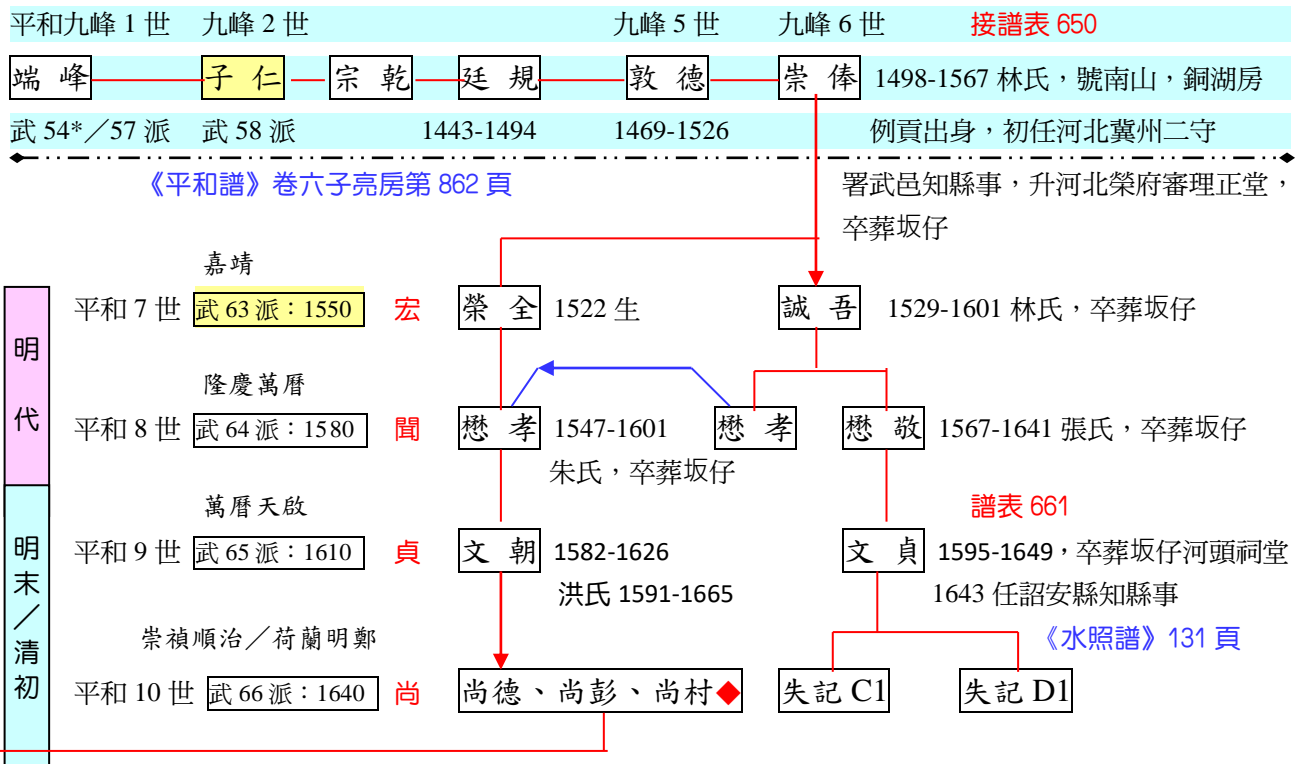 平和九峰 1 世 九峰 2 世 九峰 5 世 九峰 6 世 接譜表 650
端 峰 子 仁 宗 乾 廷 規 敦 德 崇 俸 1498-1567 林氏，號南山，銅湖房
武 54*／57 派 武 58 派 1443-1494 1469-1526 例貢出身，初任河北冀州二守
《平和譜》卷六子亮房第 862 頁 署武邑知縣事，升河北榮府審理正堂，
卒葬坂仔
嘉靖
平和 7 世 武 63 派：1550 宏 榮 全 1522 生 誠 吾 1529-1601 林氏，卒葬坂仔
明代
隆慶萬曆
平和 8 世 武 64 派：1580 聞 懋 孝 1547-1601 懋 孝 懋 敬 1567-1641 張氏，卒葬坂仔
朱氏，卒葬坂仔
萬曆天啟 譜表 661
平和 9 世 武 65 派：1610 貞 文 朝 1582-1626 文 貞 1595-1649，卒葬坂仔河頭祠堂
洪氏 1591-1665 1643 任詔安縣知縣事
明末／清初
崇禎順治／荷蘭明鄭 《水照譜》131 頁
平和 10 世 武 66 派：1640 尚 尚德、尚彭、尚村◆ 失記 C1 失記 D1